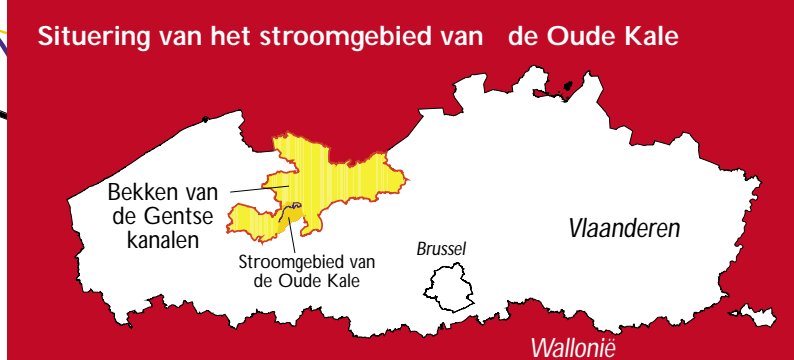 Situering van het stroomgebied van de Oude Kale
Bekken van
de Gentse
kanalen
Stroomgebied van
de Oude Kale
Brussel
Vlaanderen
Wallonië